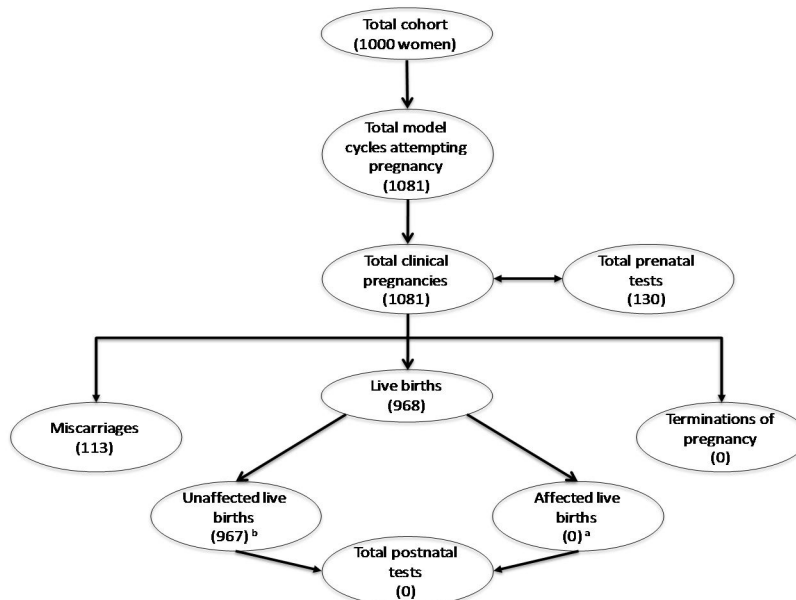 Total cohort
(1000 women)
Total model
cycles attempting
pregnancy
(1081)
Total clinical
pregnancies
(1081)
Total prenatal
tests
(130)
Live births
(968)
Miscarriages
(113)
Terminations of
pregnancy
(0)
Unaffected live
births
(967) b
Affected live
births
(0) a
Total postnatal
tests
(0)